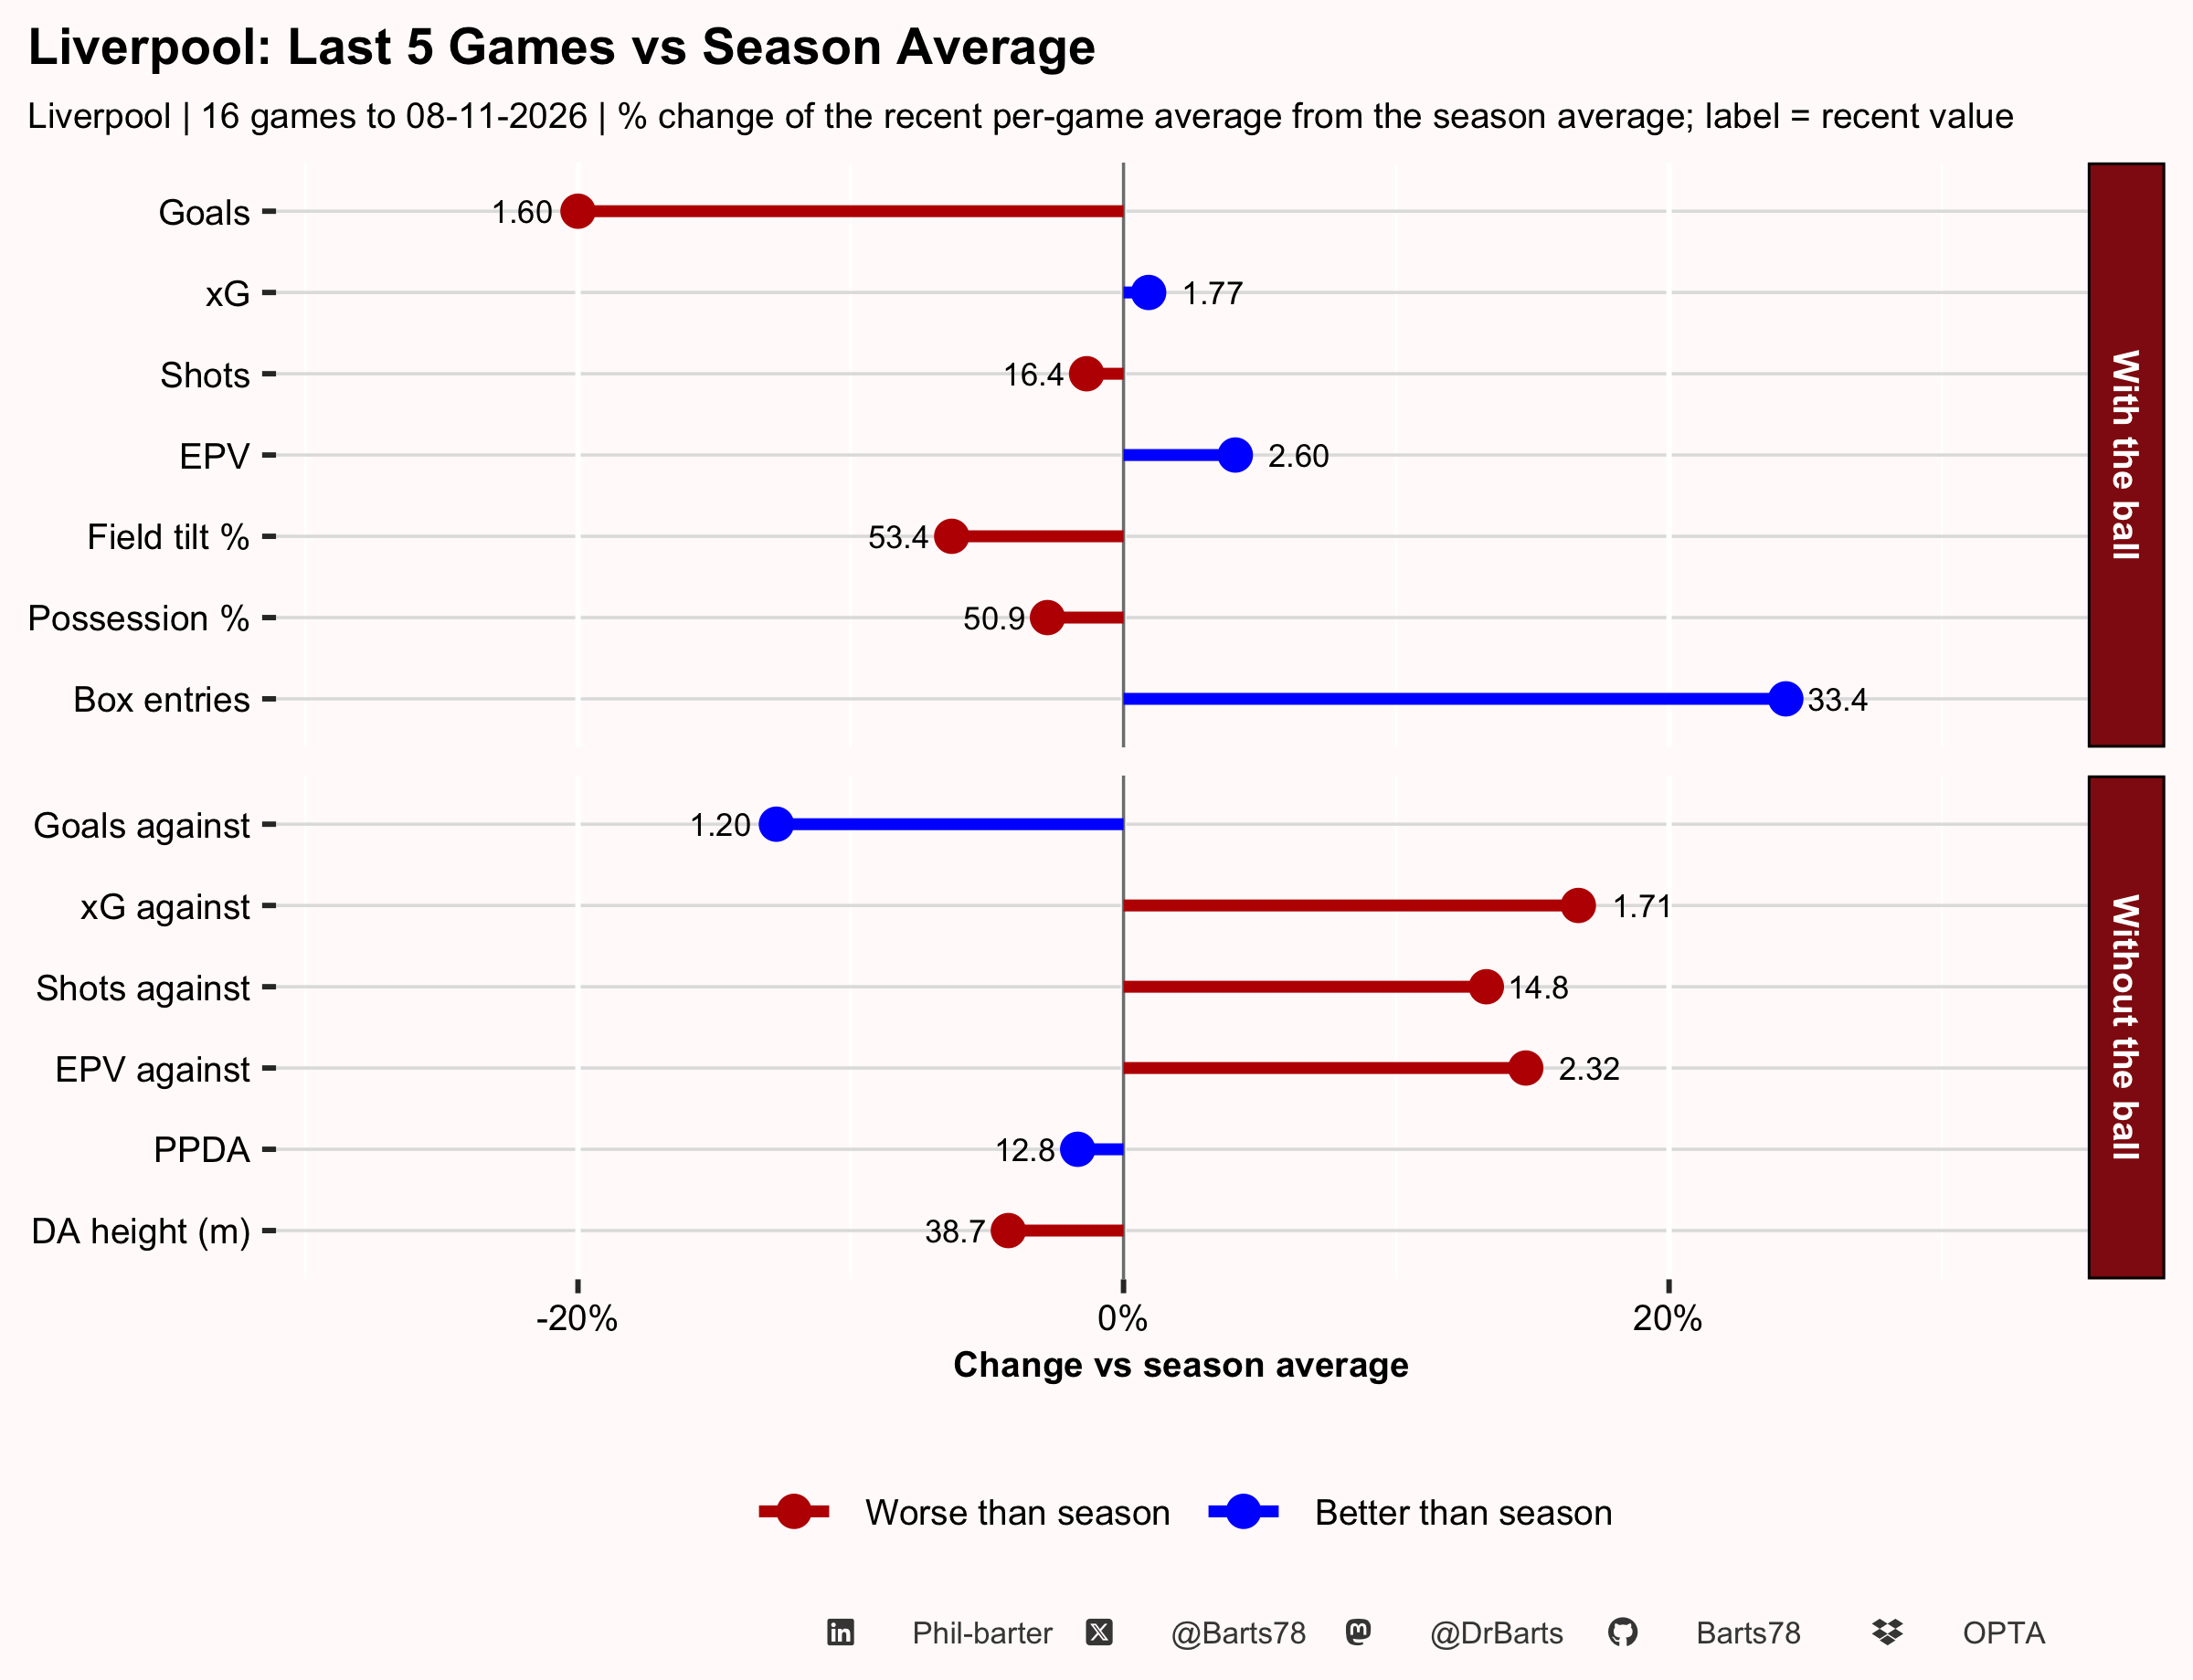 Liverpool: Last 5 Games vs Season Average
Liverpool | 16 games to 08-11-2026 | % change of the recent per-game average from the season average; label = recent value
With the ball
Goals 1.60
xG 1.77
Shots 16.4
EPV 2.60
Field tilt % 53.4
Possession % 50.9
Box entries 33.4
Without the ball
Goals against 1.20
xG against 1.71
Shots against 14.8
EPV against 2.32
PPDA 12.8
DA height (m) 38.7
-20% 0% 20%
Change vs season average
Worse than season Better than season
Phil-barter @Barts78 @DrBarts Barts78 OPTA